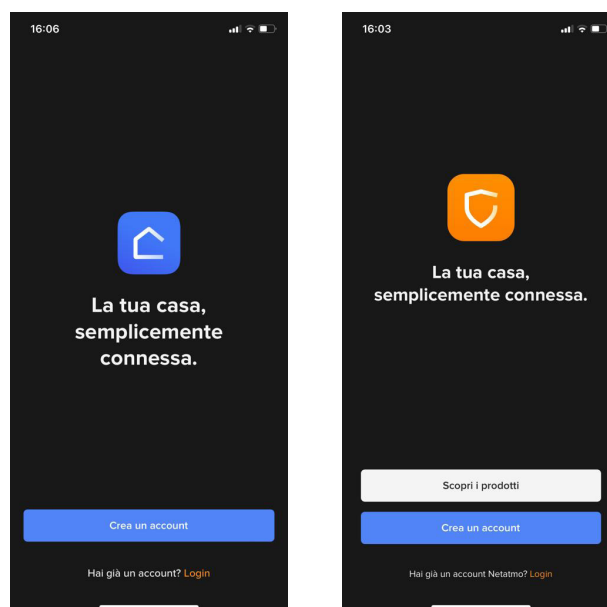 16:06
La tua casa,
semplicemente
connessa.
Crea un account
Hai già un account? Login
16:03
La tua casa,
semplicemente connessa.
Scopri i prodotti
Crea un account
Hai già un account Netatmo? Login